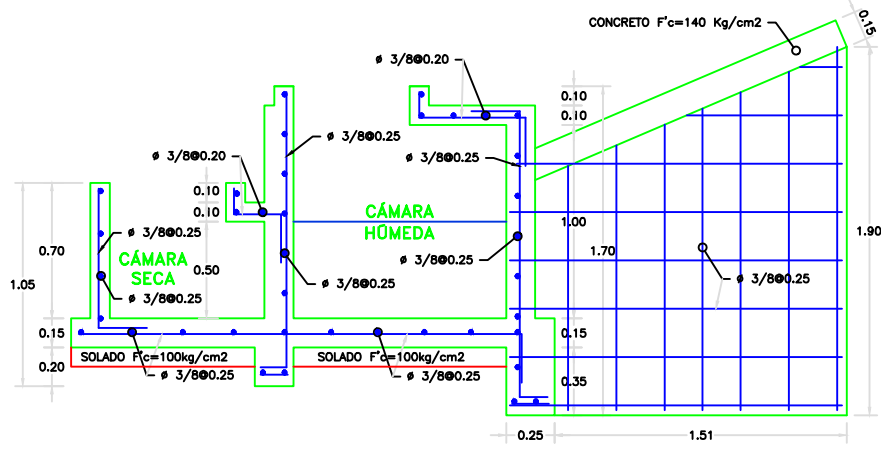 CONCRETO F'c=140 Kg/cm2
0.15
ø 3/8@0.20
0.10
0.10
ø 3/8@0.25
ø 3/8@0.20
ø 3/8@0.25
0.10
0.10
CÁMARA
HÚMEDA
1.00
1.90
ø 3/8@0.25
0.70
1.70
CÁMARA
SECA
ø 3/8@0.25
0.50
1.05
ø 3/8@0.25
ø 3/8@0.25
ø 3/8@0.25
0.15
0.15
SOLADO F'c=100kg/cm2
SOLADO F'c=100kg/cm2
0.20
ø 3/8@0.25
ø 3/8@0.25
0.35
0.25
1.51